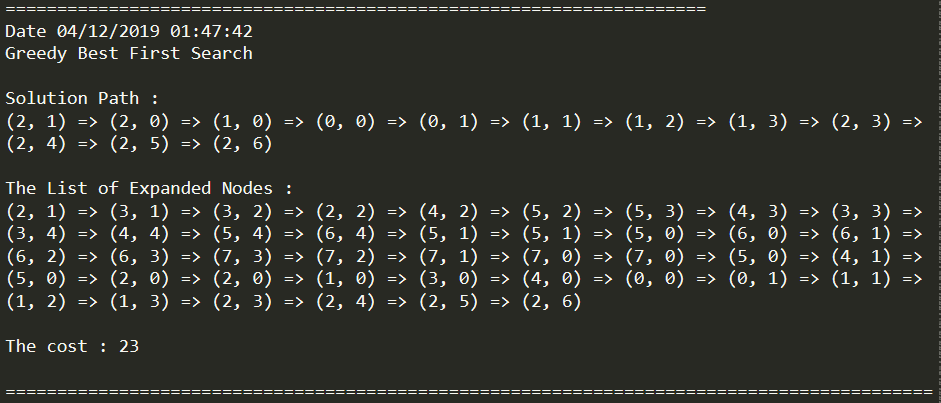 ====================================================================
Date 04/12/2019 01:47:42
Greedy Best First Search
Solution Path :
(2, 1) => (2, 0) => (1, 0) => (0, 0) => (0, 1) => (1, 1) => (1, 2) => (1, 3) => (2, 3) =>
(2, 4) => (2, 5) => (2, 6)
The List of Expanded Nodes :
(2, 1) => (3, 1) => (3, 2) => (2, 2) => (4, 2) => (5, 2) => (5, 3) => (4, 3) => (3, 3) =>
(3, 4) => (4, 4) => (5, 4) => (6, 4) => (5, 1) => (5, 1) => (5, 0) => (6, 0) => (6, 1) =>
(6, 2) => (6, 3) => (7, 3) => (7, 2) => (7, 1) => (7, 0) => (7, 0) => (5, 0) => (4, 1) =>
(5, 0) => (2, 0) => (2, 0) => (1, 0) => (3, 0) => (4, 0) => (0, 0) => (0, 1) => (1, 1) =>
(1, 2) => (1, 3) => (2, 3) => (2, 4) => (2, 5) => (2, 6)
The cost : 23
==========================================================================================